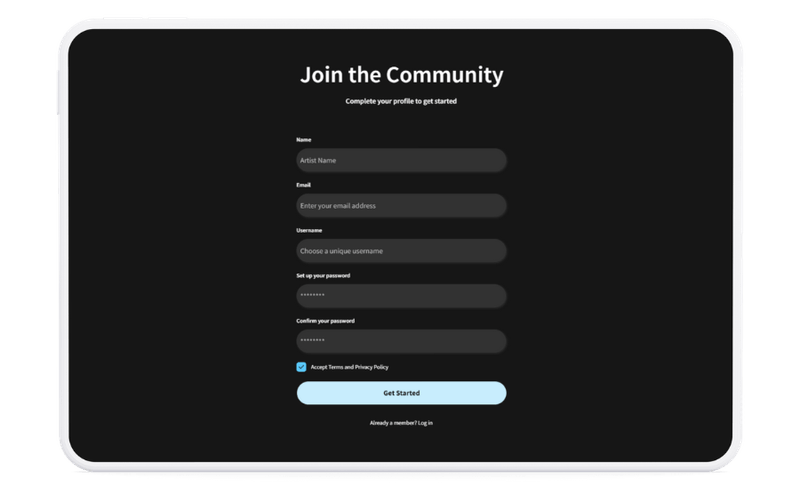 Join the Community
Complete your profile to get started
Name
Artist Name
Email
Enter your email address
Username
Choose a unique username
Set up your password
********
Confirm your password
********
Accept Terms and Privacy Policy
Get Started
Already a member? Log in